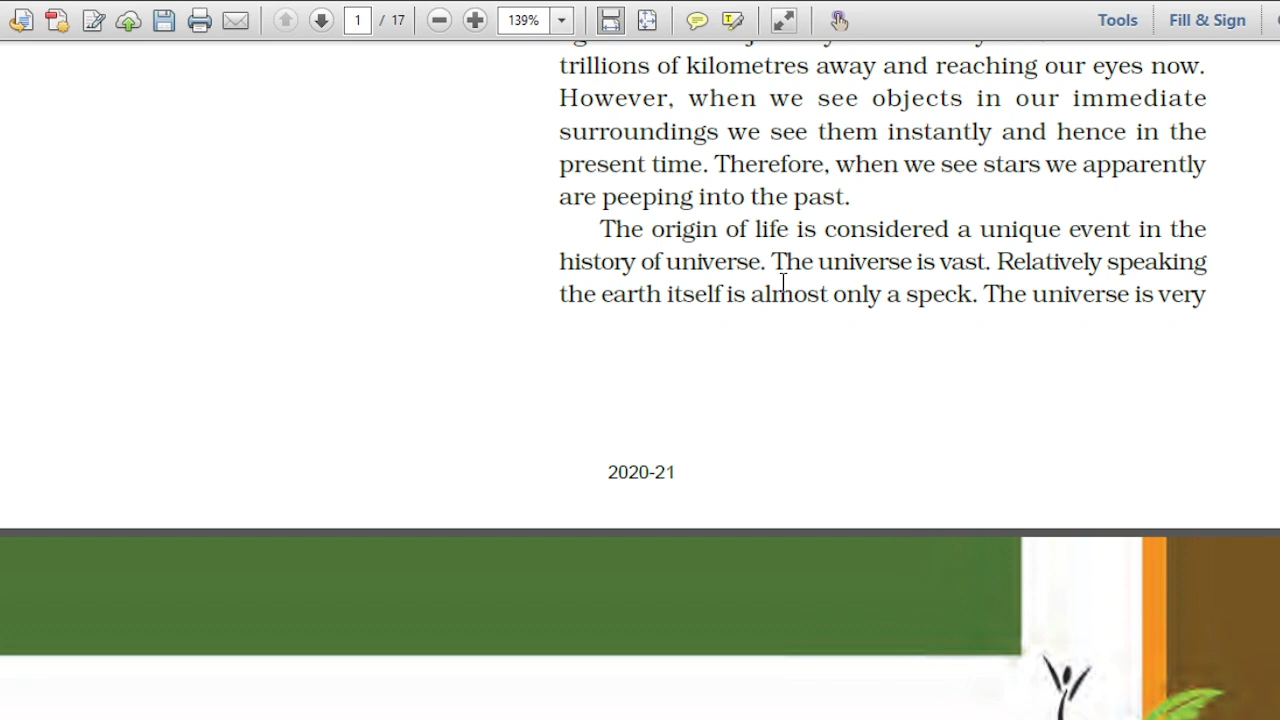 1 / 17 139% Tools Fill & Sign
trillions of kilometres away and reaching our eyes now.
However, when we see objects in our immediate
surroundings we see them instantly and hence in the
present time. Therefore, when we see stars we apparently
are peeping into the past.
The origin of life is considered a unique event in the
history of universe. The universe is vast. Relatively speaking
the earth itself is almost only a speck. The universe is very
2020-21